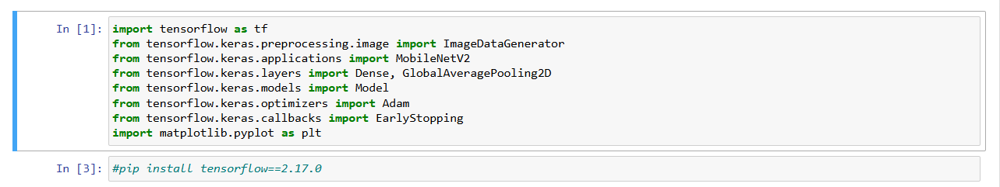 In [1]: import tensorflow as tf
from tensorflow.keras.preprocessing.image import ImageDataGenerator
from tensorflow.keras.applications import MobileNetV2
from tensorflow.keras.layers import Dense, GlobalAveragePooling2D
from tensorflow.keras.models import Model
from tensorflow.keras.optimizers import Adam
from tensorflow.keras.callbacks import EarlyStopping
import matplotlib.pyplot as plt
In [3]: #pip install tensorflow==2.17.0